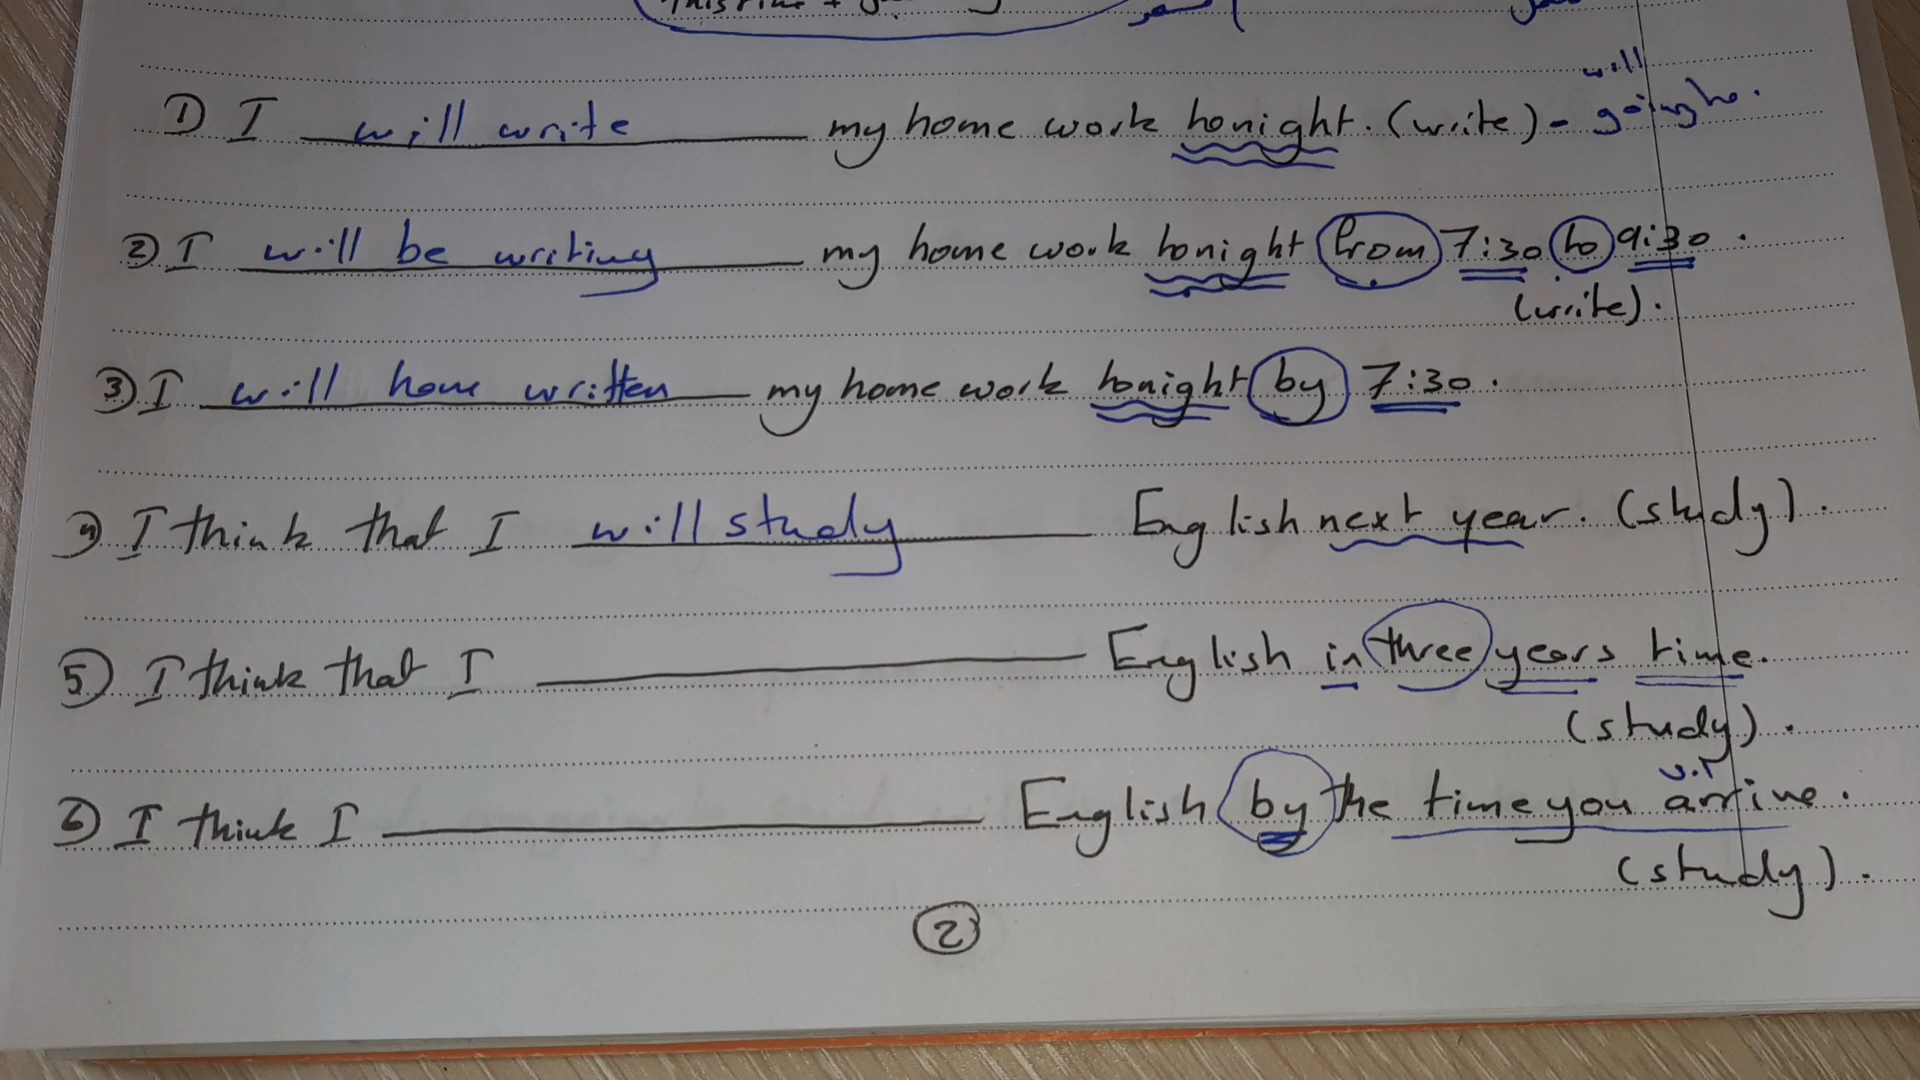 1) I will write my home work tonight. (write) - will going to.
2) I will be writing my home work tonight from 7:30 to 9:30.
(write).
3) I will have written my home work tonight by 7:30.
4) I think that I will study English next year. (study).
5) I think that I English in three years time.
(study).
6) I think I English by the time you arrive.
(study).
2